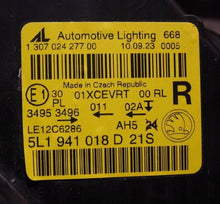 AL Automotive Lighting 668
1 307 024 277 00 10.09.23 0005
Made in Czech Republic
E1 30 01XCEVRT 00 RL R
PL 011 02A
3495 3496
LE12C6286 AH5 24
5L1 941 018 D 21S